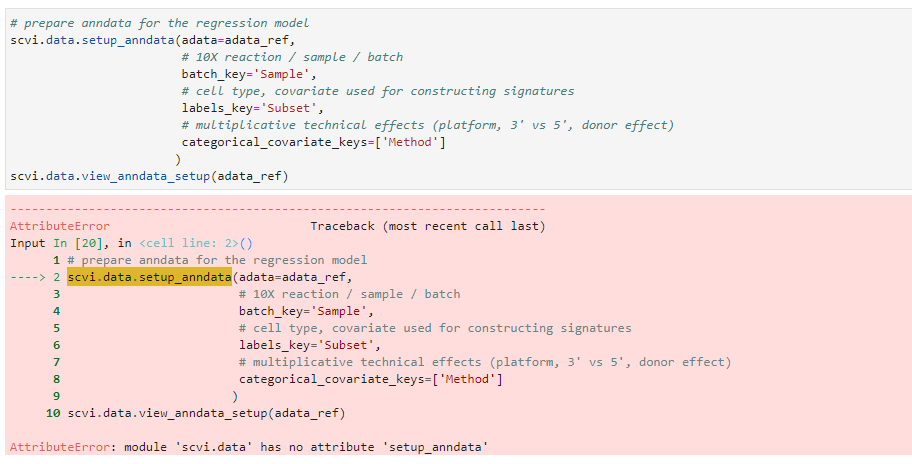 # prepare anndata for the regression model
scvi.data.setup_anndata(adata=adata_ref,
                        # 10X reaction / sample / batch
                        batch_key='Sample',
                        # cell type, covariate used for constructing signatures
                        labels_key='Subset',
                        # multiplicative technical effects (platform, 3' vs 5', donor effect)
                        categorical_covariate_keys=['Method']
                       )
scvi.data.view_anndata_setup(adata_ref)
---------------------------------------------------------------------------
AttributeError                            Traceback (most recent call last)
Input In [20], in <cell line: 2>()
      1 # prepare anndata for the regression model
----> 2 scvi.data.setup_anndata(adata=adata_ref,
      3                         # 10X reaction / sample / batch
      4                         batch_key='Sample',
      5                         # cell type, covariate used for constructing signatures
      6                         labels_key='Subset',
      7                         # multiplicative technical effects (platform, 3' vs 5', donor effect)
      8                         categorical_covariate_keys=['Method']
      9                        )
     10 scvi.data.view_anndata_setup(adata_ref)
AttributeError: module 'scvi.data' has no attribute 'setup_anndata'